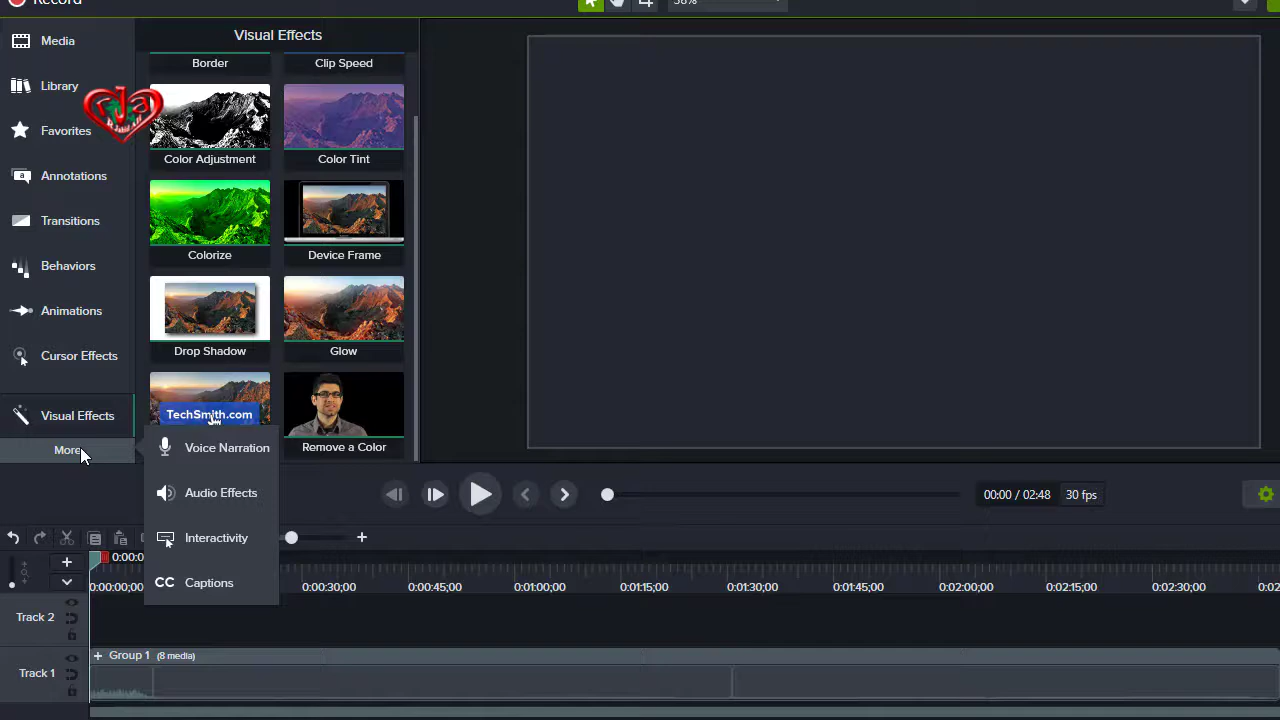 Record
Media
Library
Favorites
Annotations
Transitions
Behaviors
Animations
Cursor Effects
Visual Effects
More
Visual Effects
Border
Clip Speed
Color Adjustment
Color Tint
Colorize
Device Frame
Drop Shadow
Glow
TechSmith.com
Remove a Color
Voice Narration
Audio Effects
Interactivity
Captions
00:00 / 02:48
30 fps
0:00:00;00
0:00:30;00
0:00:45;00
0:01:00;00
0:01:15;00
0:01:30;00
0:01:45;00
0:02:00;00
0:02:15;00
0:02:30;00
Track 2
Group 1 (8 media)
Track 1